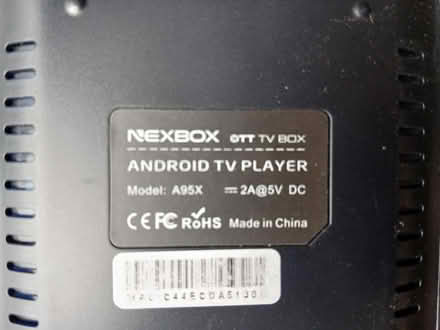 NEXBOX OTT TV BOX
ANDROID TV PLAYER
Model: A95X 2A@5V DC
CE FC RoHS Made in China